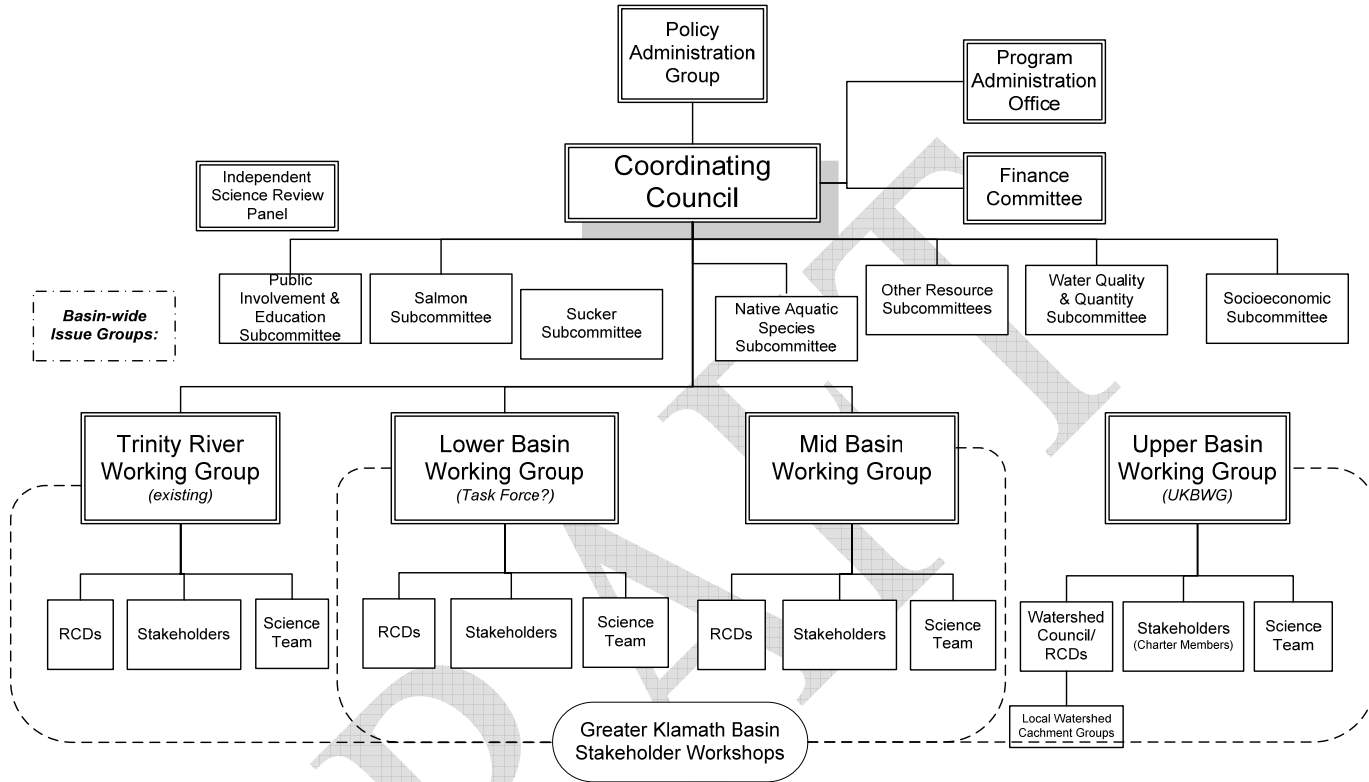 Policy
Administration
Group
Program
Administration
Office
Coordinating
Council
Finance
Committee
Independent
Science Review
Panel
Basin-wide
Issue Groups:
Public
Involvement &
Education
Subcommittee
Salmon
Subcommittee
Sucker
Subcommittee
Native Aquatic
Species
Subcommittee
Other Resource
Subcommittees
Water Quality
& Quantity
Subcommittee
Socioeconomic
Subcommittee
Trinity River
Working Group
(existing)
Lower Basin
Working Group
(Task Force?)
Mid Basin
Working Group
Upper Basin
Working Group
(UKBWG)
RCDs
Stakeholders
Science
Team
RCDs
Stakeholders
Science
Team
RCDs
Stakeholders
Science
Team
Watershed
Council/
RCDs
Stakeholders
(Charter Members)
Science
Team
Local Watershed
Cachment Groups
Greater Klamath Basin
Stakeholder Workshops
DRAFT